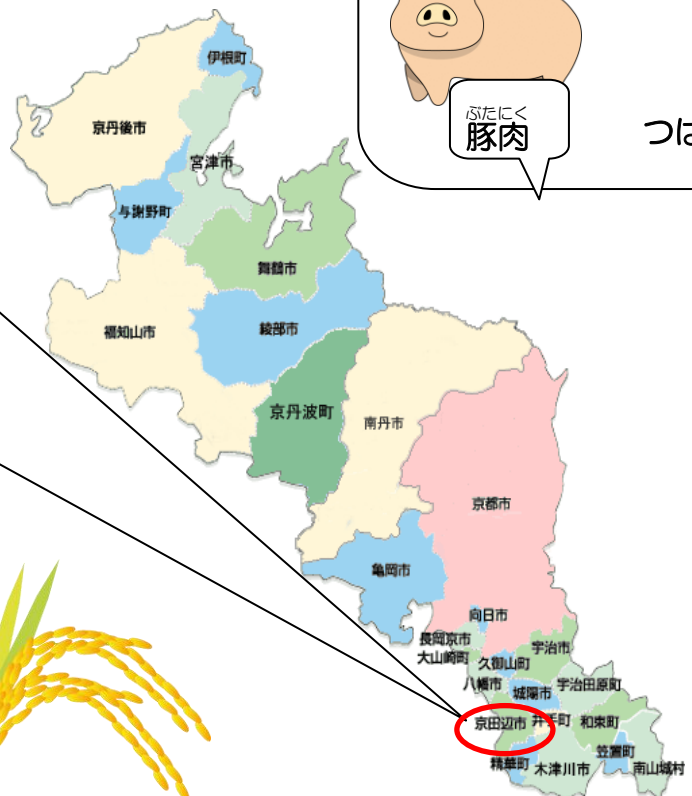 ぶたにく
豚肉
つは
伊根町
京丹後市
宮津市
与謝野町
舞鶴市
福知山市
綾部市
京丹波町
南丹市
京都市
亀岡市
向日市
長岡京市
大山崎町
宇治市
久御山町
八幡市
宇治田原町
城陽市
京田辺市
井手町
和束町
笠置町
精華町
木津川市
南山城村